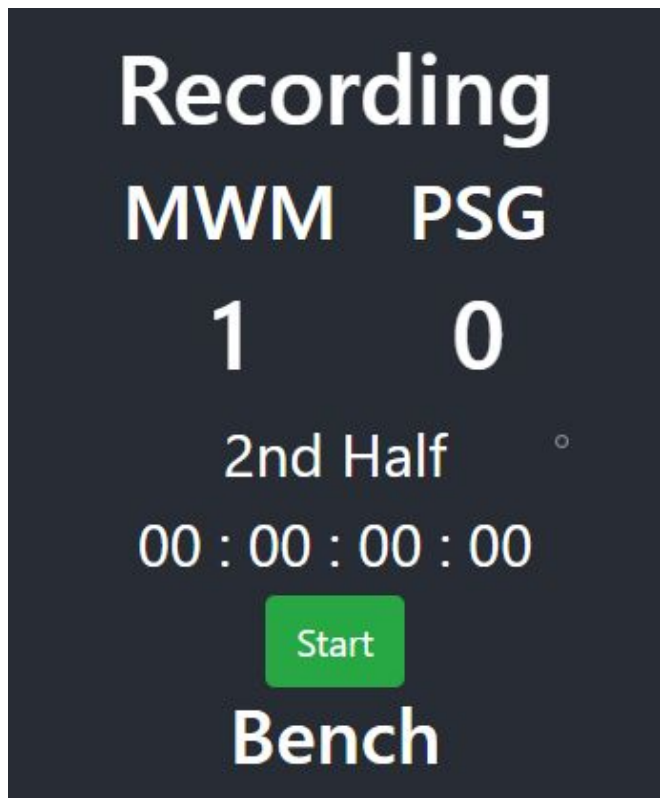 Recording
MWM PSG
1 0
2nd Half
00 : 00 : 00 : 00
Start
Bench